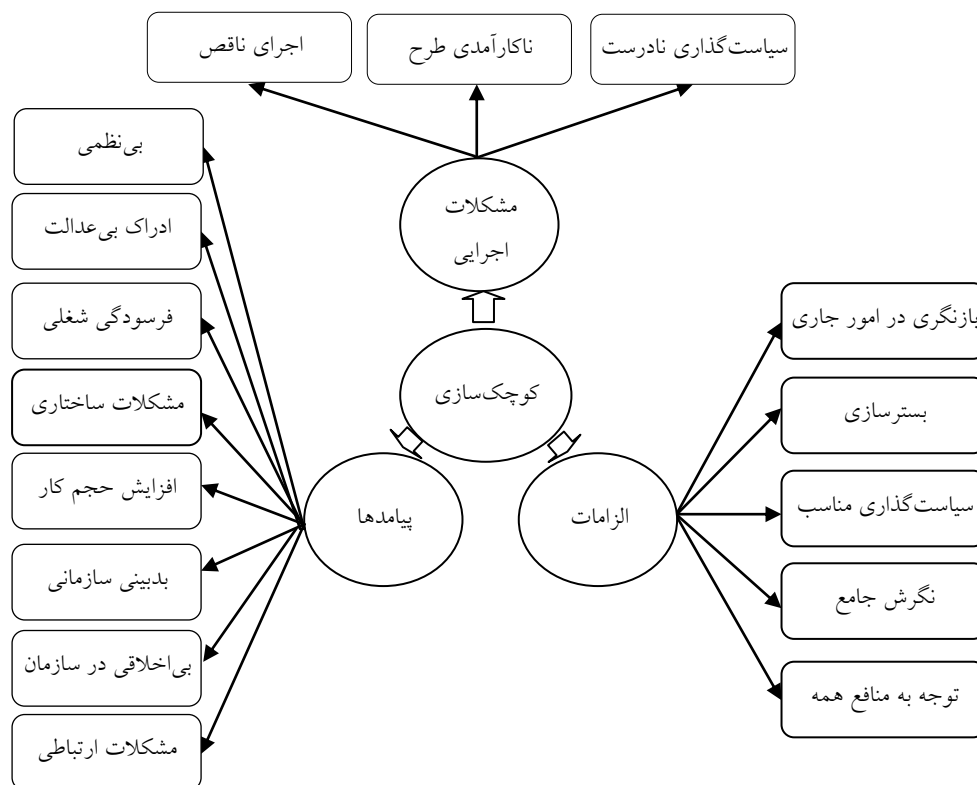 سیاست‌گذاری نادرست
ناکارآمدی طرح
اجرای ناقص
مشکلات
اجرایی
کوچک‌سازی
الزامات
پیامدها
بازنگری در امور جاری
بسترسازی
سیاست‌گذاری مناسب
نگرش جامع
توجه به منافع همه
بی‌نظمی
ادراک بی‌عدالت
فرسودگی شغلی
مشکلات ساختاری
افزایش حجم کار
بدبینی سازمانی
بی‌اخلاقی در سازمان
مشکلات ارتباطی